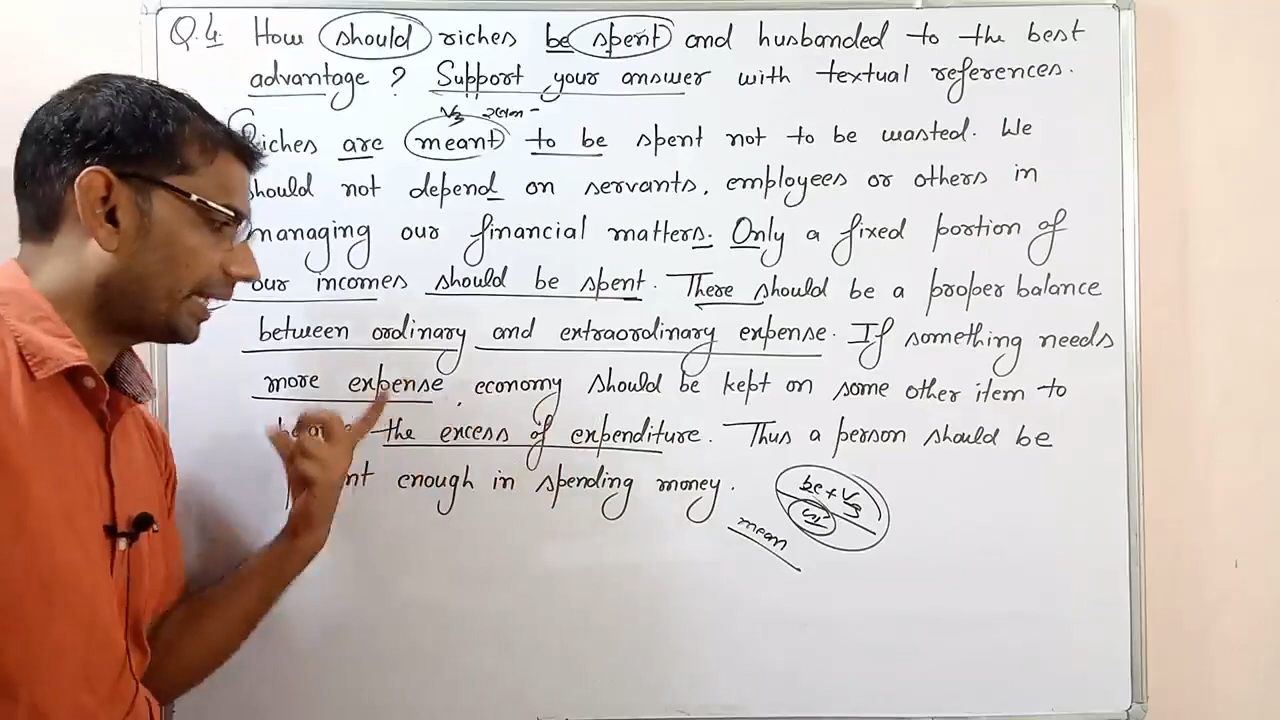 Q.4. How should riches be spent and husbanded to the best
advantage? Support your answer with textual references.
V3
Riches are meant to be spent not to be wasted. We
should not depend on servants, employees or others in
managing our financial matters. Only a fixed portion of
our incomes should be spent. There should be a proper balance
between ordinary and extraordinary expense. If something needs
more expense, economy should be kept on some other item to
the excess of expenditure. Thus a person should be
enough in spending money.
be + V3
mean